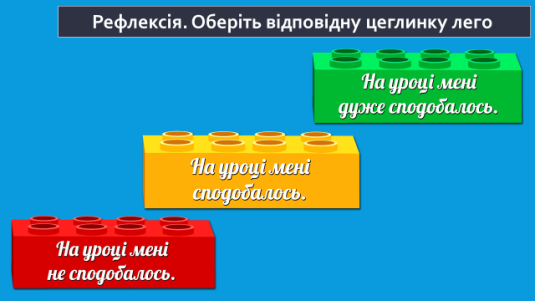 Рефлексія. Оберіть відповідну цеглинку лего
На уроці мені
дуже сподобалось.
На уроці мені
сподобалось.
На уроці мені
не сподобалось.